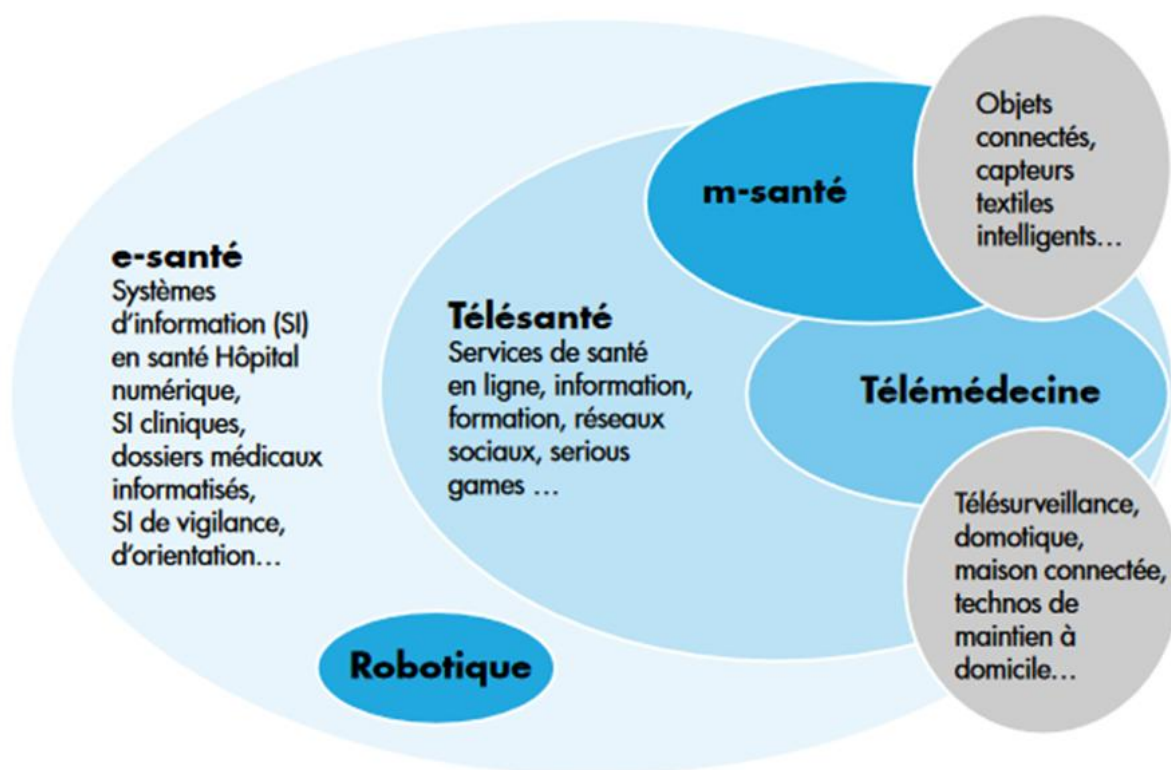 e-santé
Systèmes
d'information (SI)
en santé Hôpital
numérique,
SI cliniques,
dossiers médicaux
informatisés,
SI de vigilance,
d'orientation...
Télésanté
Services de santé
en ligne, information,
formation, réseaux
sociaux, serious
games ...
m-santé
Objets
connectés,
capteurs
textiles
intelligents...
Télémédecine
Télésurveillance,
domotique,
maison connectée,
technos de
maintien à
domicile...
Robotique